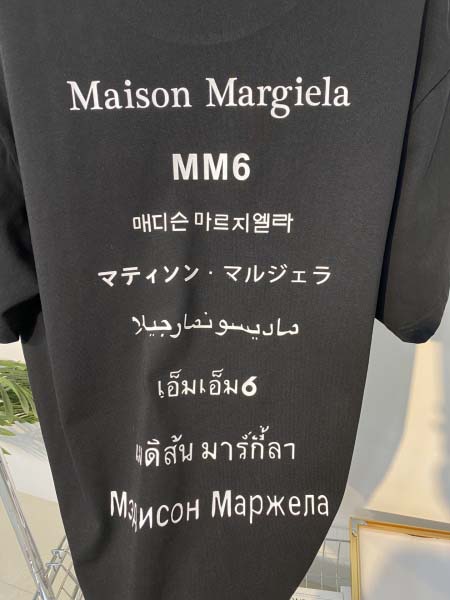 Maison Margiela
MM6
매디슨 마르지엘라
マティソン・マルジェラ
ماديسونمارجيلا
เอ็มเอ็ม6
แมดิสัน มาร์กี้ลา
Мэдисон Маржела